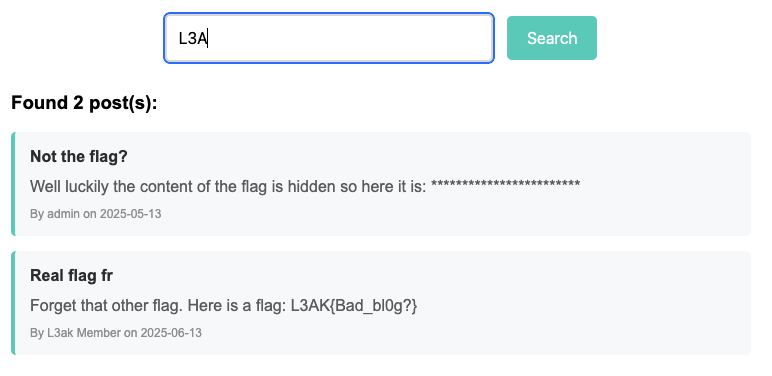 L3A
Search
Found 2 post(s):
Not the flag?
Well luckily the content of the flag is hidden so here it is: ************************
By admin on 2025-05-13
Real flag fr
Forget that other flag. Here is a flag: L3AK{Bad_bl0g?}
By L3ak Member on 2025-06-13